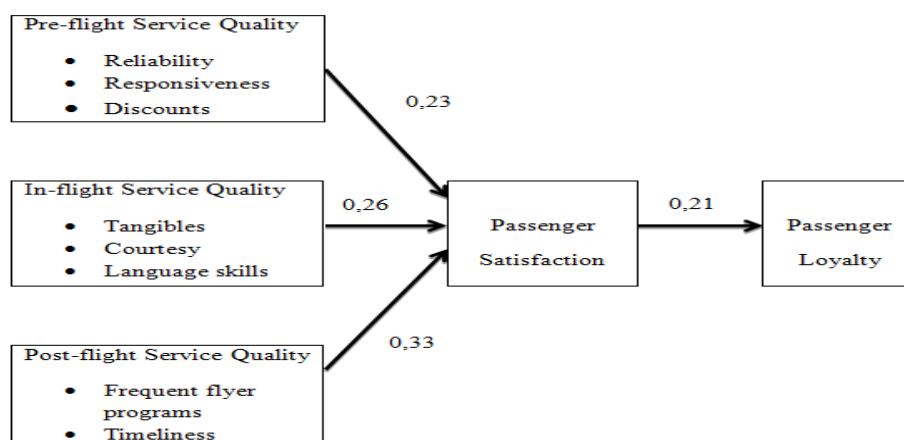 Pre-flight Service Quality
• Reliability
• Responsiveness
• Discounts
0,23
In-flight Service Quality
• Tangibles
• Courtesy
• Language skills
0,26
Passenger
Satisfaction
0,21
Passenger
Loyalty
0,33
Post-flight Service Quality
• Frequent flyer
programs
• Timeliness